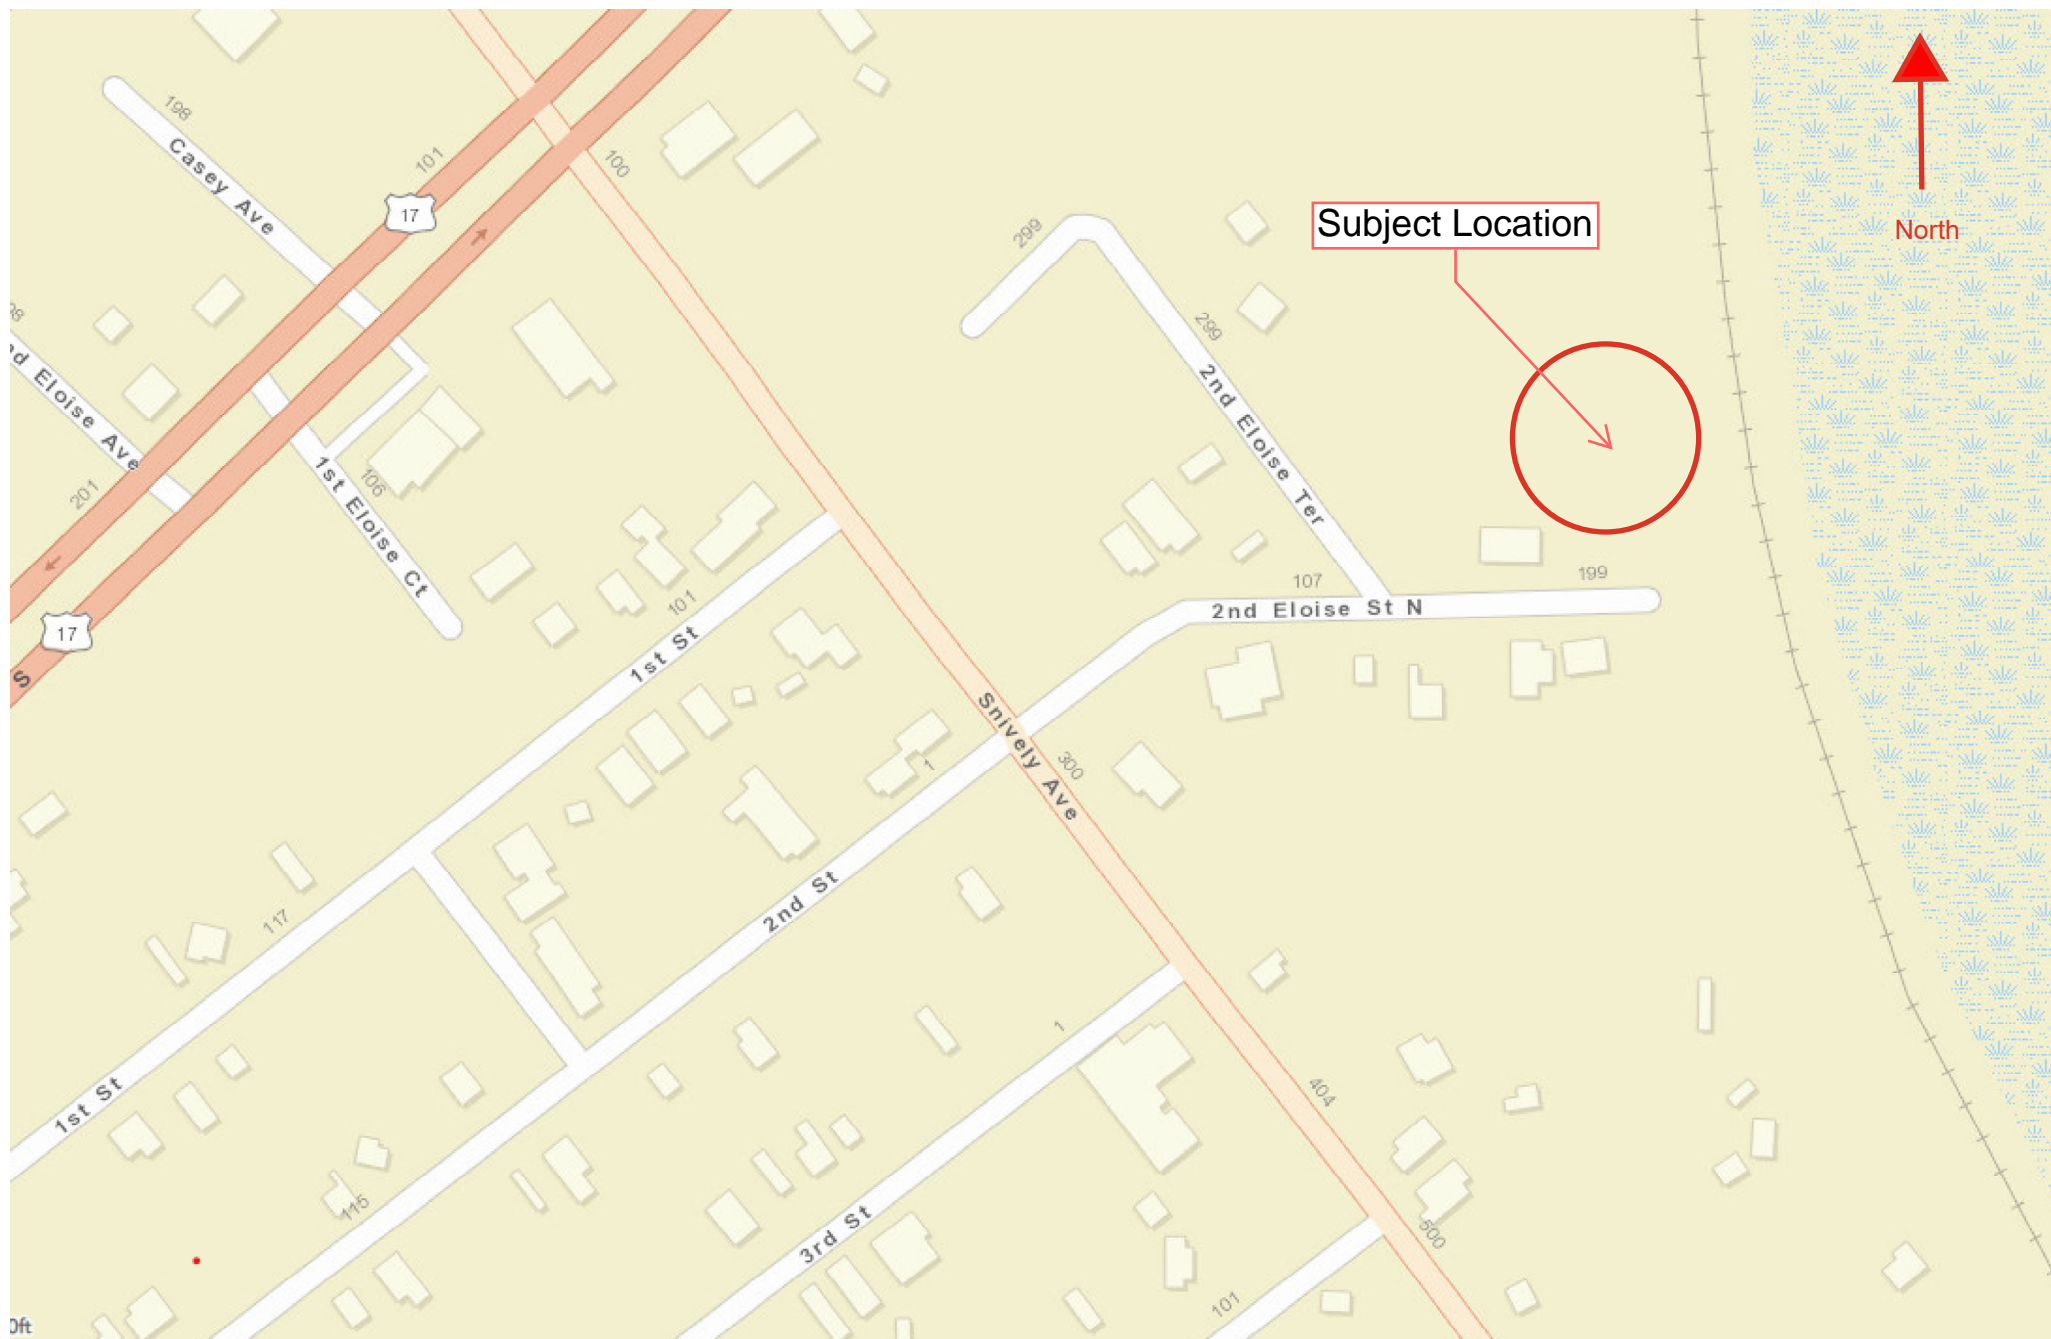 198
Casey Ave
101
17
100
North
Subject Location
299
299
2nd Eloise Ter
nd Eloise Ave
201
106
1st Eloise Ct
101
1st St
107
199
2nd Eloise St N
17
S
Snively Ave
300
1
2nd St
117
1
404
1st St
115
3rd St
500
101
0ft